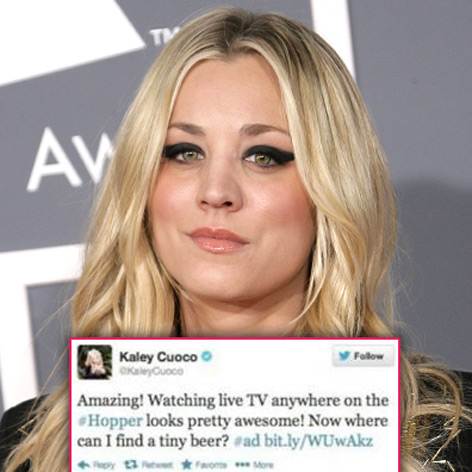 TM
Aw
Kaley Cuoco
Follow
@KaleyCuoco
Amazing! Watching live TV anywhere on the
#Hopper looks pretty awesome! Now where
can I find a tiny beer? #ad bit.ly/WUwAkz
Reply Retweet Favorite More